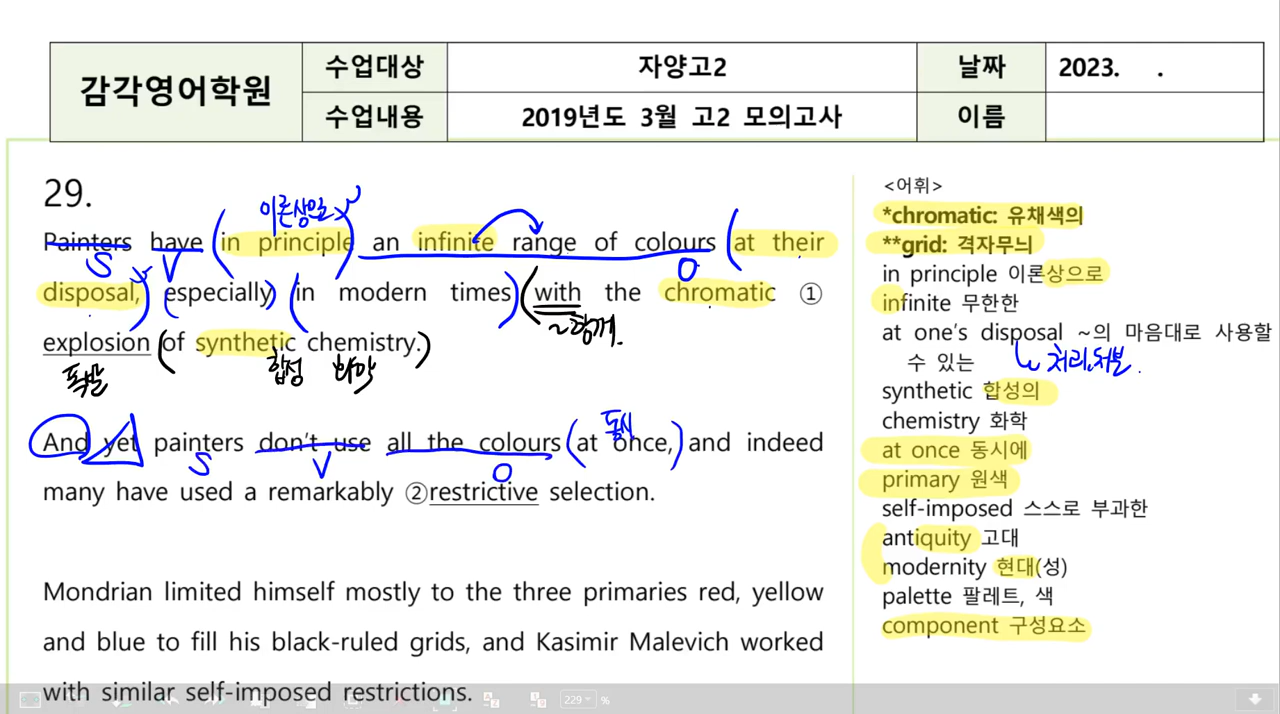 감각영어학원 수업대상 자양고2 날짜 2023. .
수업내용 2019년도 3월 고2 모의고사 이름
29.
이론상으로
Painters have in principle an infinite range of colours at their
S V O
disposal, especially in modern times with the chromatic ①
~함께.
explosion of synthetic chemistry.
폭발 합성 화학
동시
And yet painters don't use all the colours at once, and indeed
S V O
many have used a remarkably ②restrictive selection.
Mondrian limited himself mostly to the three primaries red, yellow
and blue to fill his black-ruled grids, and Kasimir Malevich worked
with similar self-imposed restrictions.
<어휘>
*chromatic: 유채색의
**grid: 격자무늬
in principle 이론상으로
infinite 무한한
at one's disposal ~의 마음대로 사용할
수 있는
처리,처분.
synthetic 합성의
chemistry 화학
at once 동시에
primary 원색
self-imposed 스스로 부과한
antiquity 고대
modernity 현대(성)
palette 팔레트, 색
component 구성요소
229 %